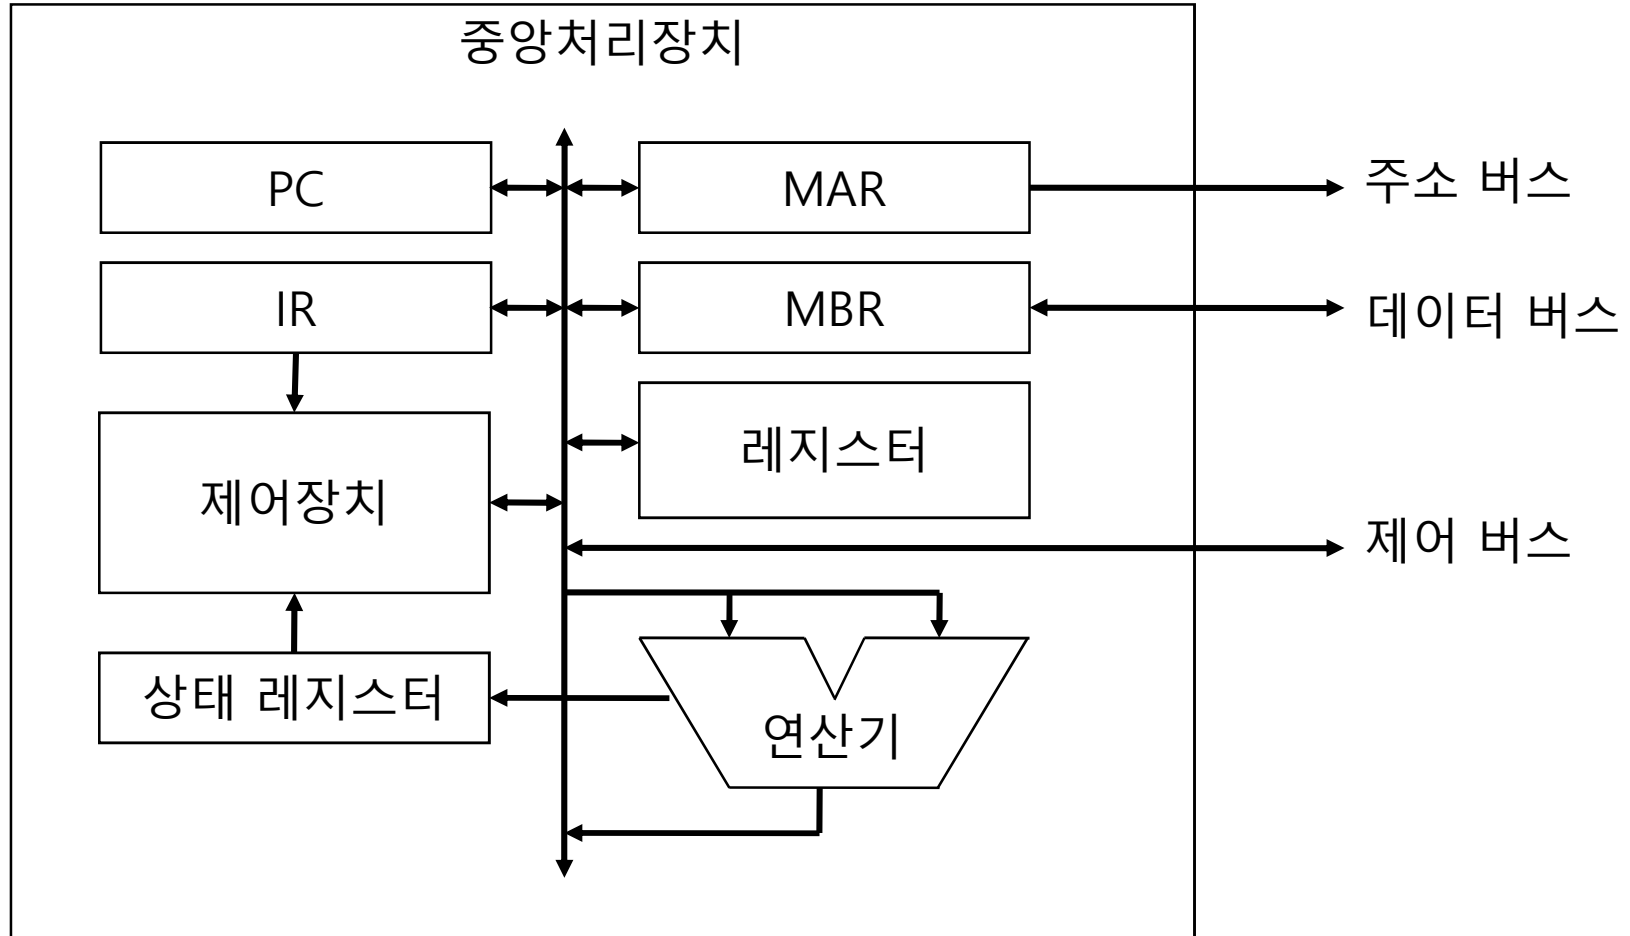 중앙처리장치
PC
MAR
주소 버스
IR
MBR
데이터 버스
레지스터
제어장치
제어 버스
상태 레지스터
연산기